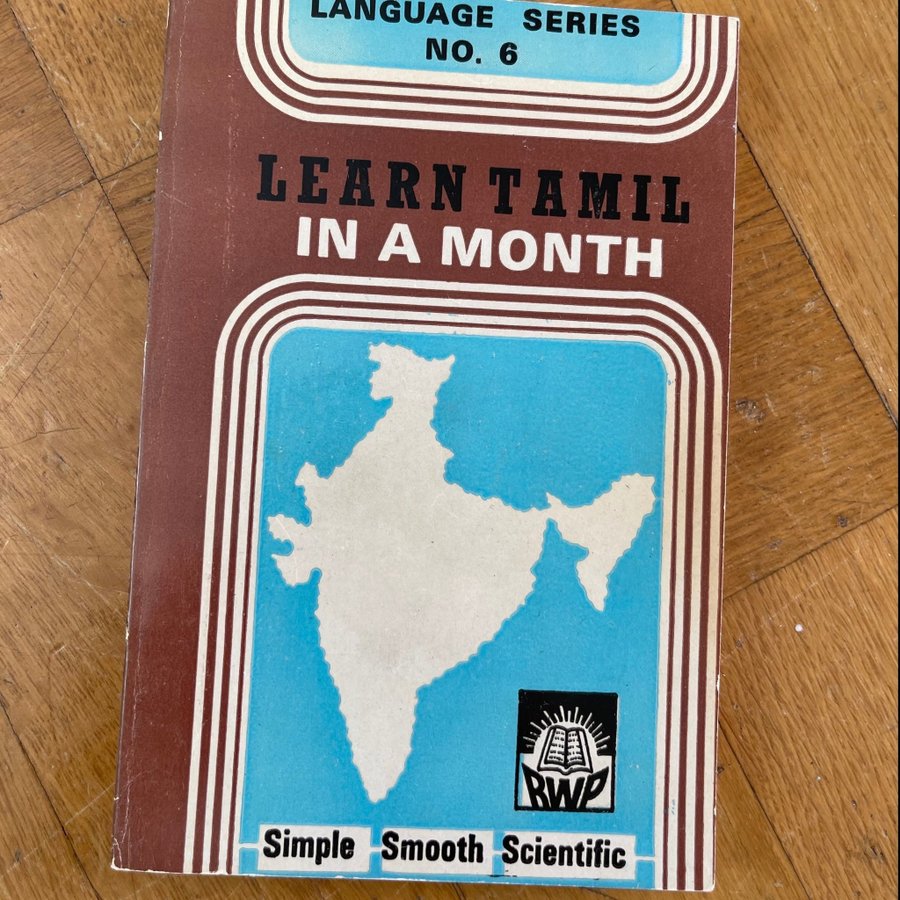 LANGUAGE SERIES
NO. 6
LEARN TAMIL
IN A MONTH
RWP
Simple Smooth Scientific